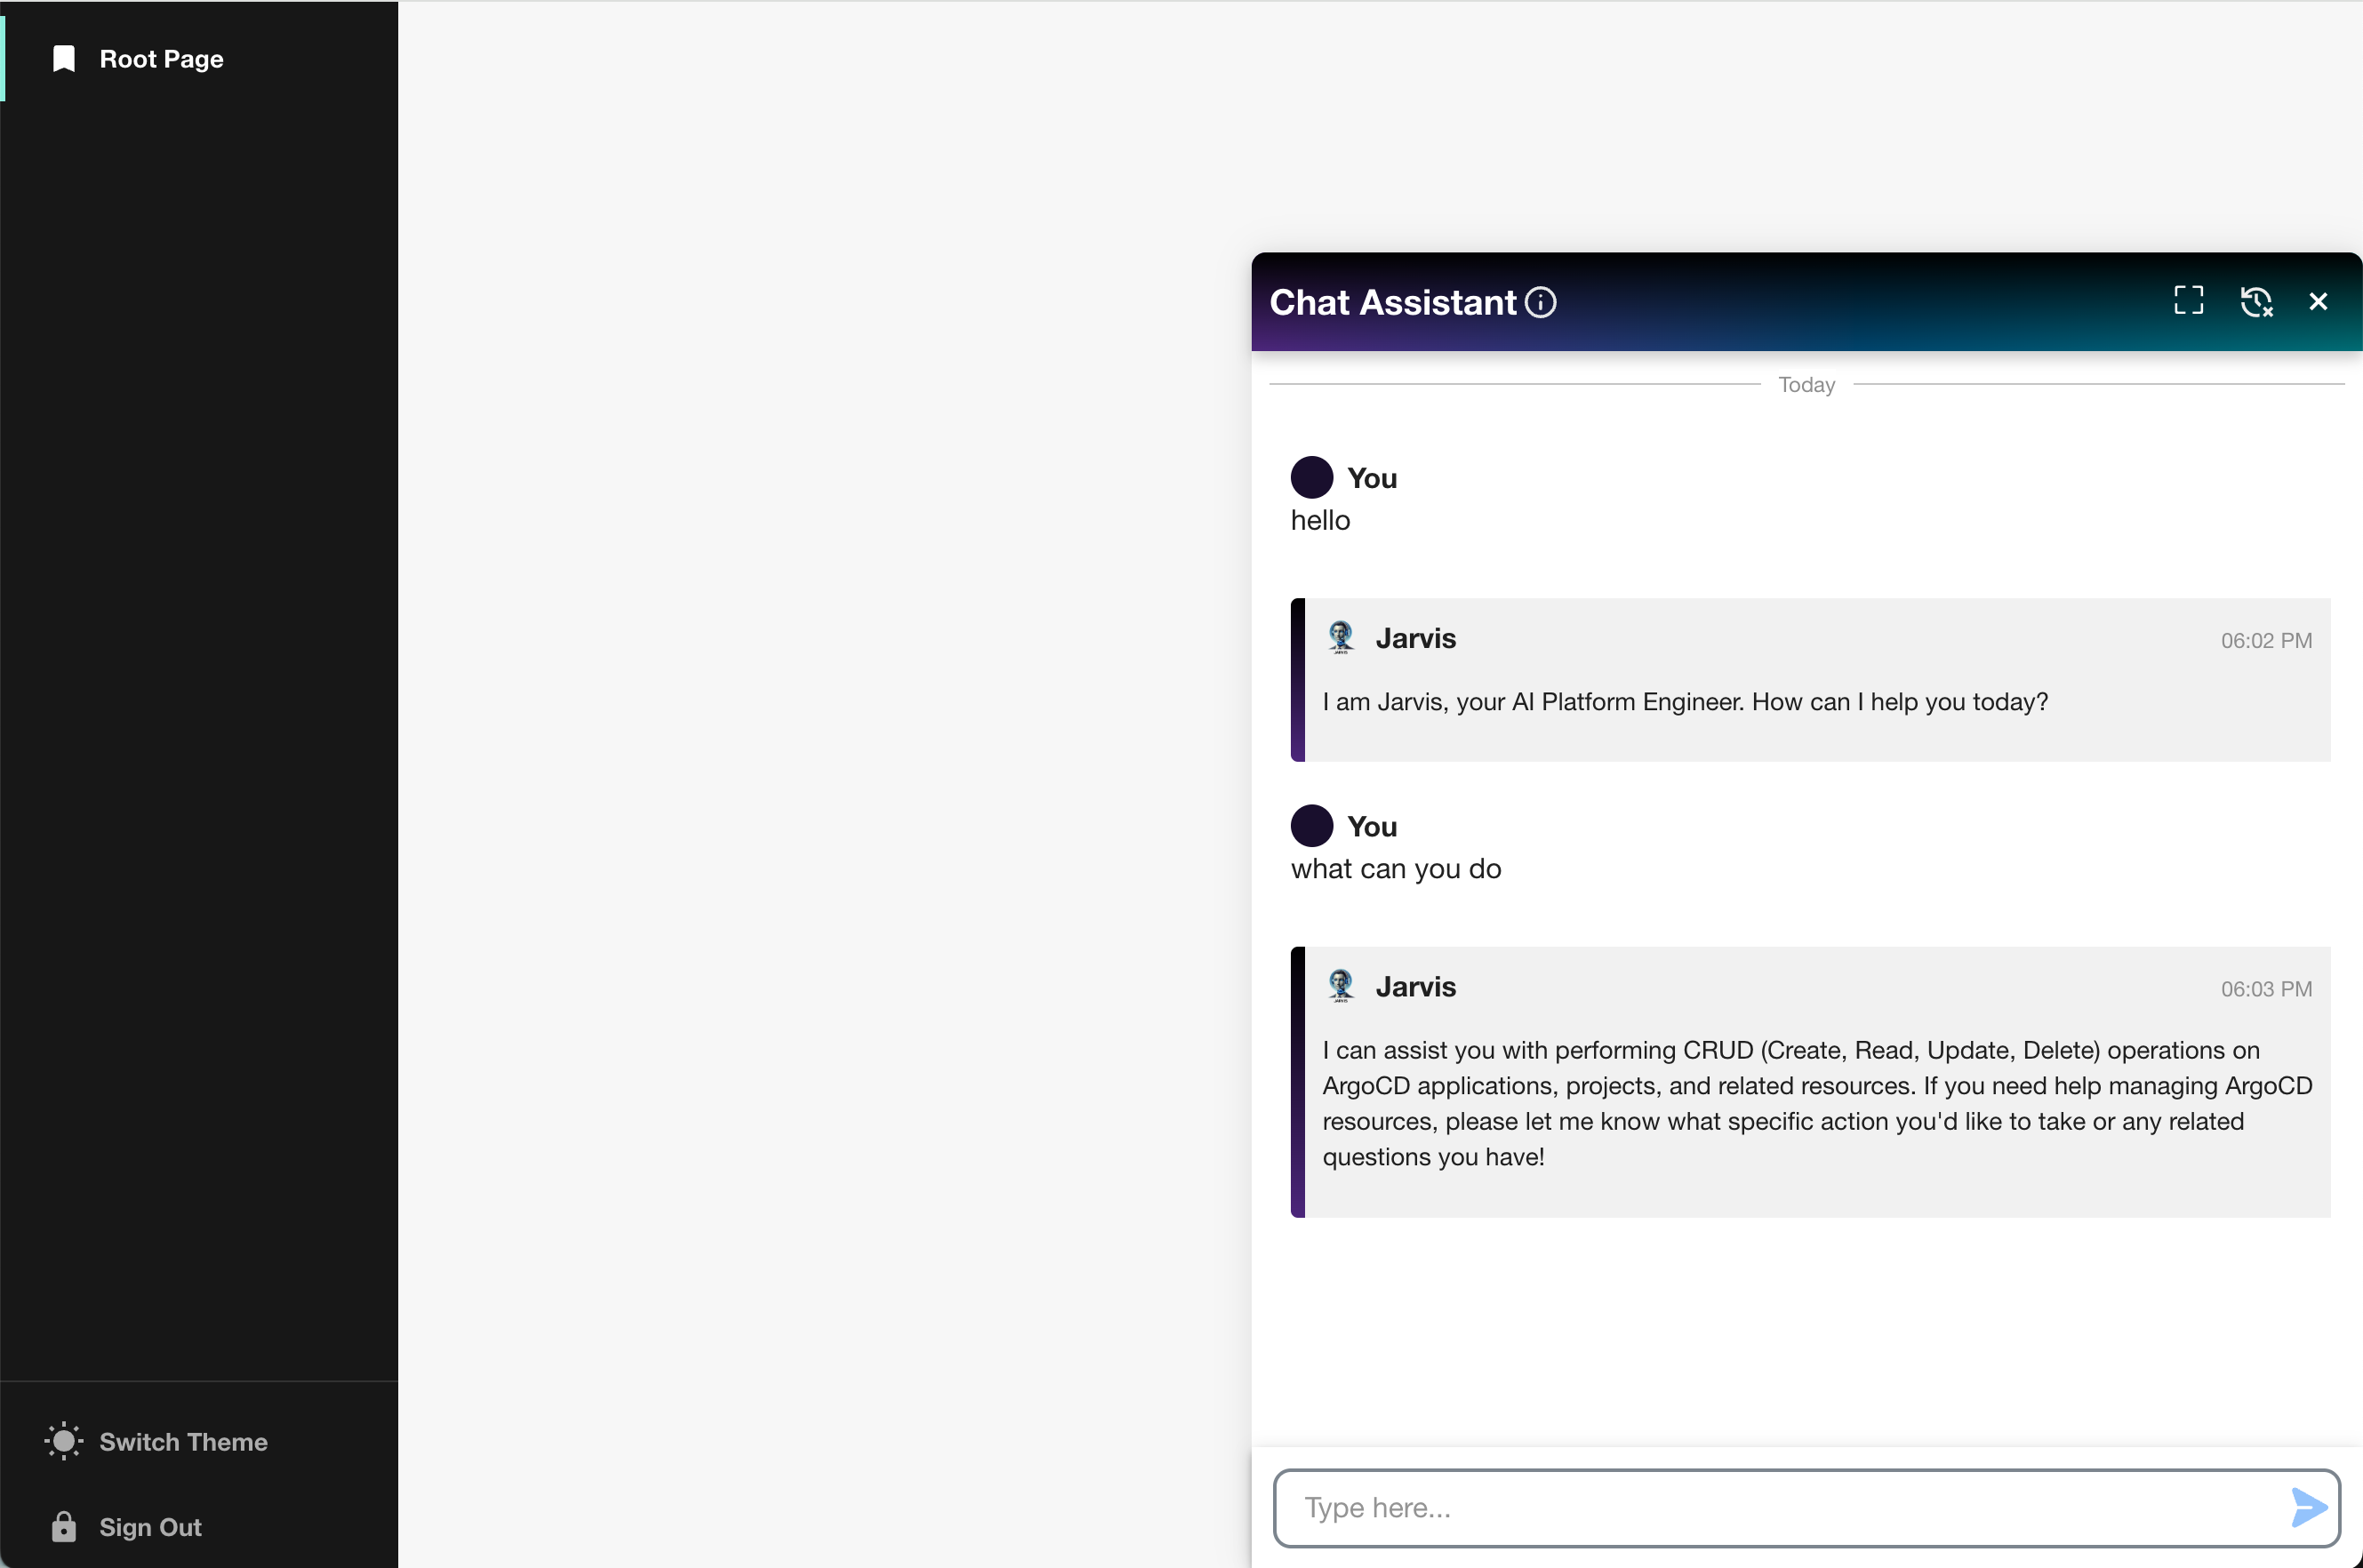 Root Page
Chat Assistant
Today
You
hello
Jarvis
06:02 PM
I am Jarvis, your AI Platform Engineer. How can I help you today?
You
what can you do
Jarvis
06:03 PM
I can assist you with performing CRUD (Create, Read, Update, Delete) operations on
ArgoCD applications, projects, and related resources. If you need help managing ArgoCD
resources, please let me know what specific action you'd like to take or any related
questions you have!
Type here...
Switch Theme
Sign Out